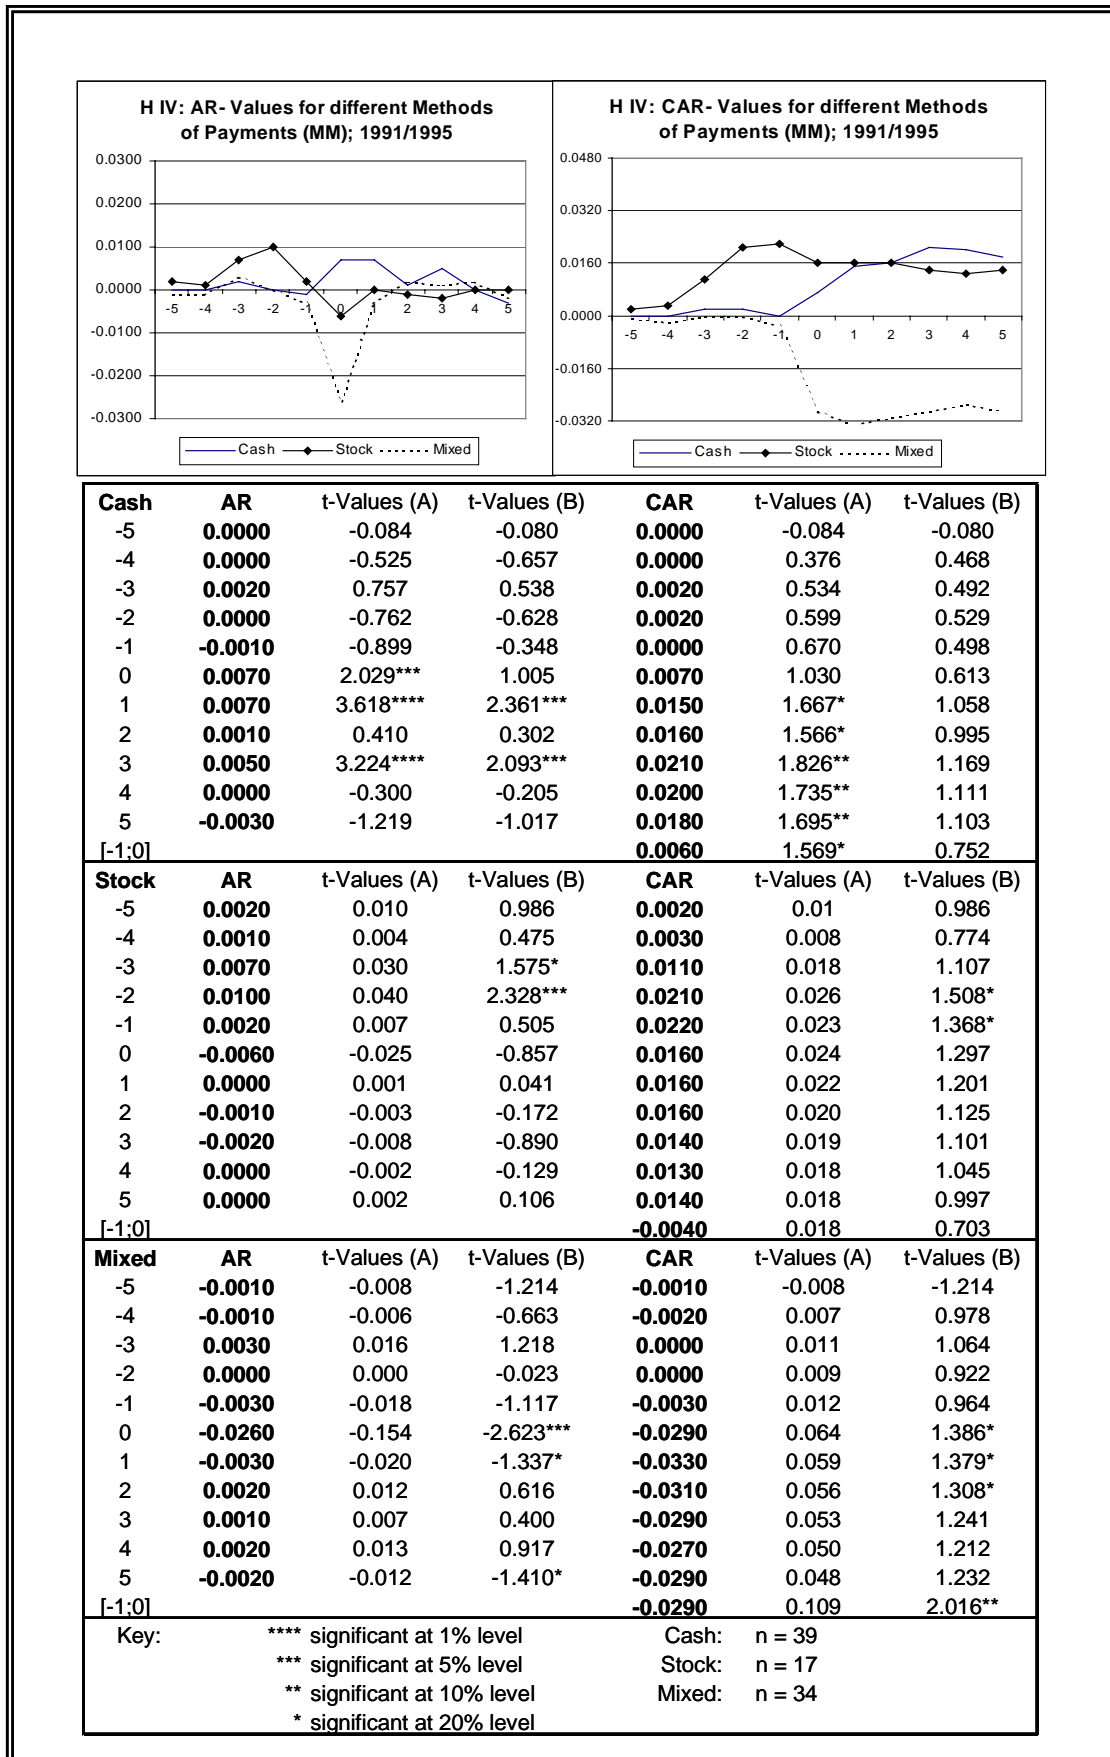 H IV: AR- Values for different Methods
of Payments (MM); 1991/1995
0.0300
0.0200
0.0100
0.0000
-0.0100
-0.0200
-0.0300
-5 -4 -3 -2 -1 0 1 2 3 4 5
Cash Stock Mixed
H IV: CAR- Values for different Methods
of Payments (MM); 1991/1995
0.0480
0.0320
0.0160
0.0000
-0.0160
-0.0320
-5 -4 -3 -2 -1 0 1 2 3 4 5
Cash Stock Mixed
Cash AR t-Values (A) t-Values (B) CAR t-Values (A) t-Values (B)
-5 0.0000 -0.084 -0.080 0.0000 -0.084 -0.080
-4 0.0000 -0.525 -0.657 0.0000 0.376 0.468
-3 0.0020 0.757 0.538 0.0020 0.534 0.492
-2 0.0000 -0.762 -0.628 0.0020 0.599 0.529
-1 -0.0010 -0.899 -0.348 0.0000 0.670 0.498
0 0.0070 2.029*** 1.005 0.0070 1.030 0.613
1 0.0070 3.618**** 2.361*** 0.0150 1.667* 1.058
2 0.0010 0.410 0.302 0.0160 1.566* 0.995
3 0.0050 3.224**** 2.093*** 0.0210 1.826** 1.169
4 0.0000 -0.300 -0.205 0.0200 1.735** 1.111
5 -0.0030 -1.219 -1.017 0.0180 1.695** 1.103
[-1;0] 0.0060 1.569* 0.752
Stock AR t-Values (A) t-Values (B) CAR t-Values (A) t-Values (B)
-5 0.0020 0.010 0.986 0.0020 0.01 0.986
-4 0.0010 0.004 0.475 0.0030 0.008 0.774
-3 0.0070 0.030 1.575* 0.0110 0.018 1.107
-2 0.0100 0.040 2.328*** 0.0210 0.026 1.508*
-1 0.0020 0.007 0.505 0.0220 0.023 1.368*
0 -0.0060 -0.025 -0.857 0.0160 0.024 1.297
1 0.0000 0.001 0.041 0.0160 0.022 1.201
2 -0.0010 -0.003 -0.172 0.0160 0.020 1.125
3 -0.0020 -0.008 -0.890 0.0140 0.019 1.101
4 0.0000 -0.002 -0.129 0.0130 0.018 1.045
5 0.0000 0.002 0.106 0.0140 0.018 0.997
[-1;0] -0.0040 0.018 0.703
Mixed AR t-Values (A) t-Values (B) CAR t-Values (A) t-Values (B)
-5 -0.0010 -0.008 -1.214 -0.0010 -0.008 -1.214
-4 -0.0010 -0.006 -0.663 -0.0020 0.007 0.978
-3 0.0030 0.016 1.218 0.0000 0.011 1.064
-2 0.0000 0.000 -0.023 0.0000 0.009 0.922
-1 -0.0030 -0.018 -1.117 -0.0030 0.012 0.964
0 -0.0260 -0.154 -2.623*** -0.0290 0.064 1.386*
1 -0.0030 -0.020 -1.337* -0.0330 0.059 1.379*
2 0.0020 0.012 0.616 -0.0310 0.056 1.308*
3 0.0010 0.007 0.400 -0.0290 0.053 1.241
4 0.0020 0.013 0.917 -0.0270 0.050 1.212
5 -0.0020 -0.012 -1.410* -0.0290 0.048 1.232
[-1;0] -0.0290 0.109 2.016**
Key: **** significant at 1% level Cash: n = 39
*** significant at 5% level Stock: n = 17
** significant at 10% level Mixed: n = 34
* significant at 20% level